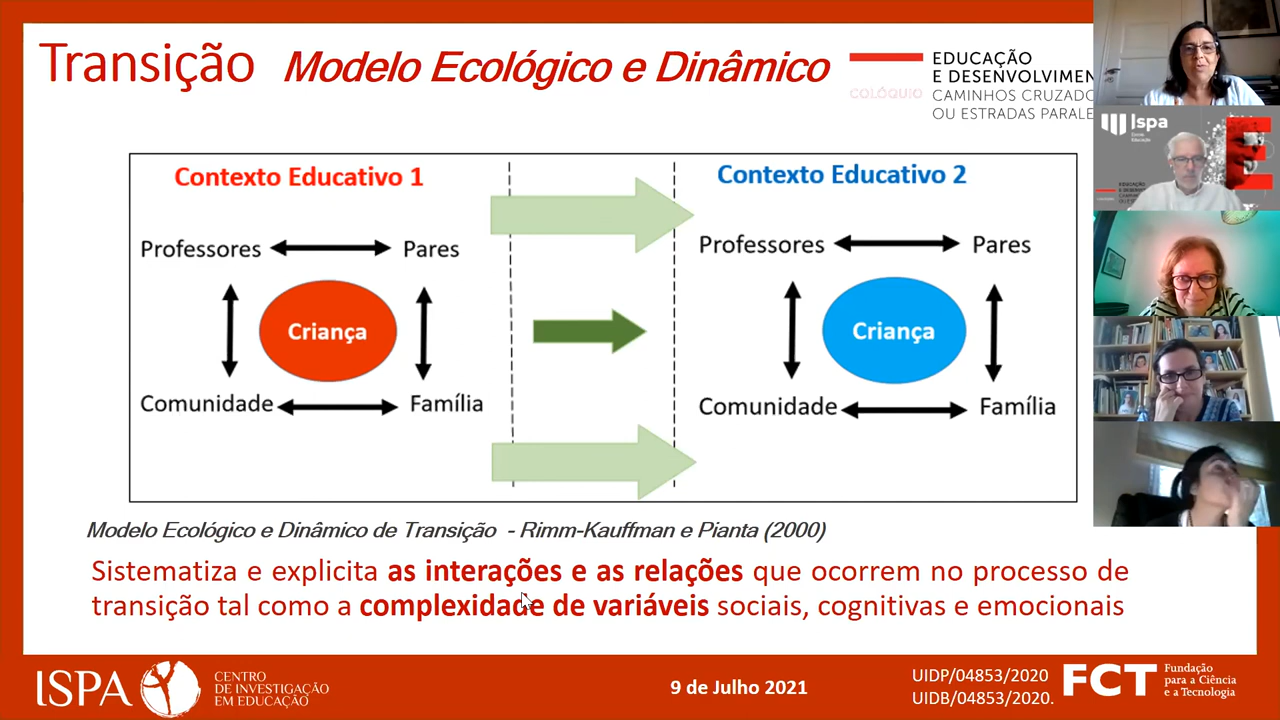 Transição Modelo Ecológico e Dinâmico
COLÓQUIO
EDUCAÇÃO
E DESENVOLVIMEN
CAMINHOS CRUZADO
OU ESTRADAS PARALE
Contexto Educativo 1
Professores Pares
Criança
Comunidade Família
Contexto Educativo 2
Professores Pares
Criança
Comunidade Família
Modelo Ecológico e Dinâmico de Transição - Rimm-Kauffman e Pianta (2000)
Sistematiza e explicita as interações e as relações que ocorrem no processo de
transição tal como a complexidade de variáveis sociais, cognitivas e emocionais
ISPA
CENTRO
DE INVESTIGAÇÃO
EM EDUCAÇÃO
9 de Julho 2021
UIDP/04853/2020
UIDB/04853/2020.
FCT
Fundação
para a Ciência
e a Tecnologia
Ispa
E